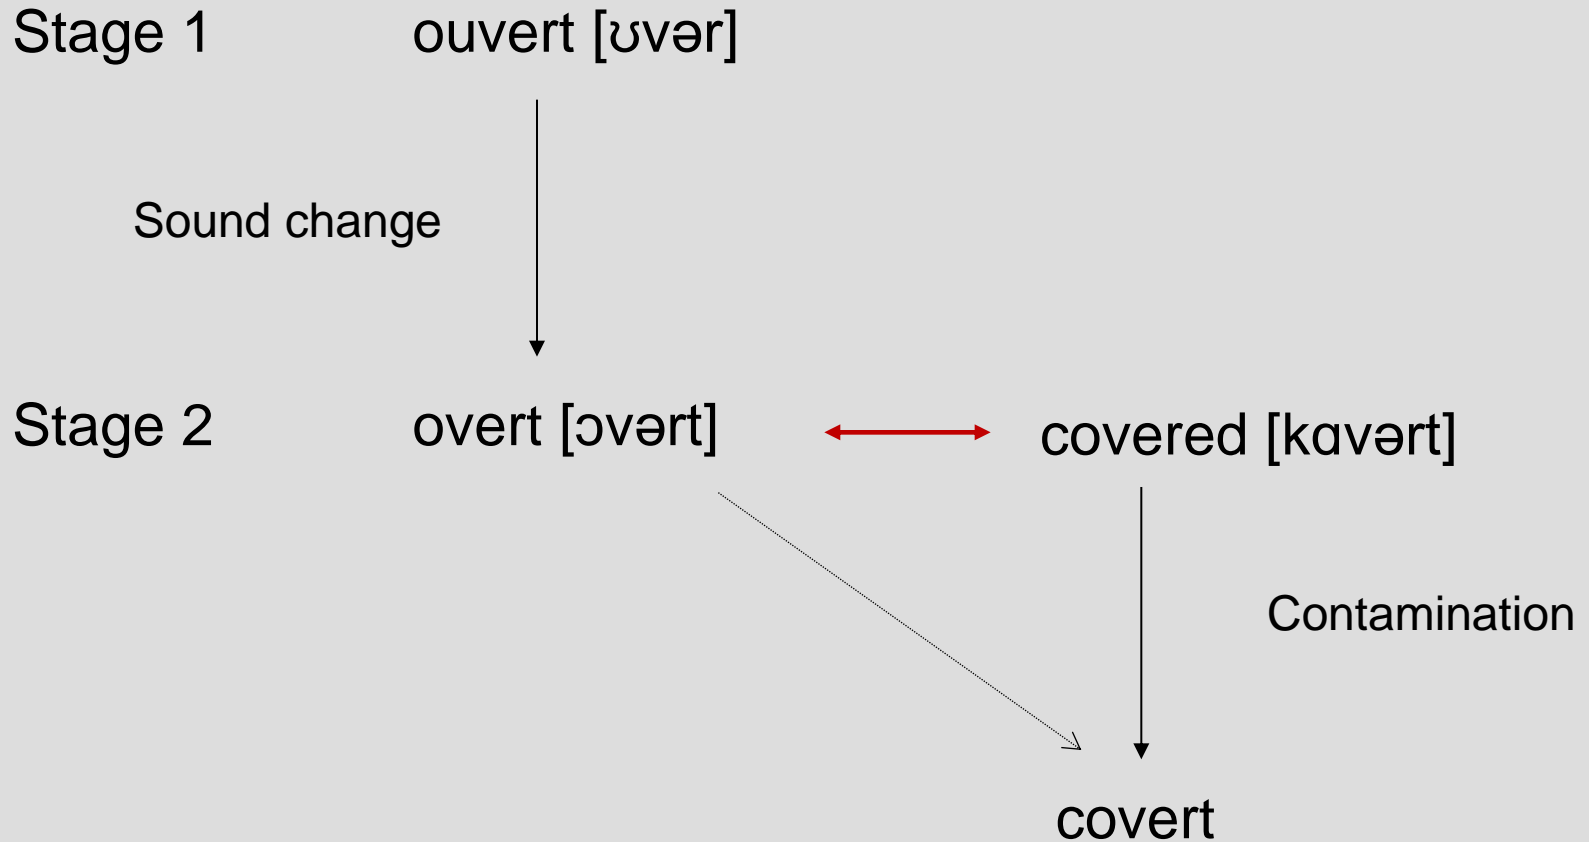 Stage 1 ouvert [ʊvər]
Sound change
Stage 2 overt [ɔvərt] covered [kɑvərt]
Contamination
covert